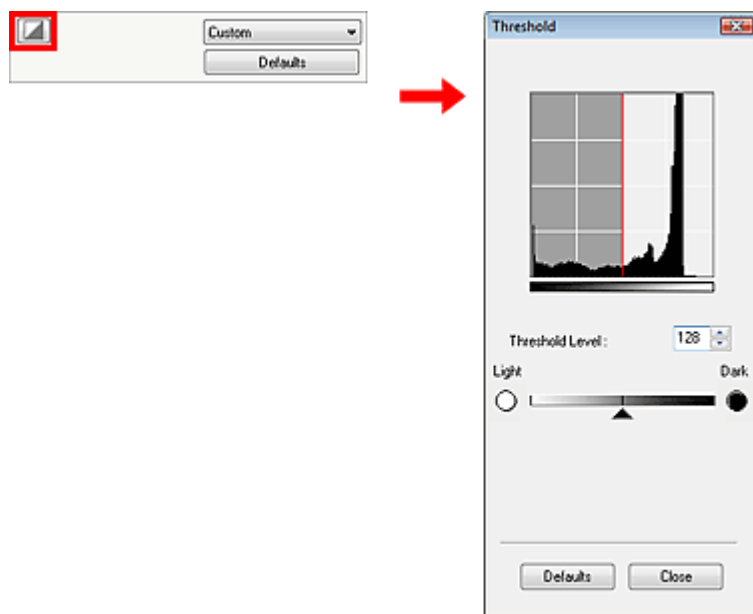 Custom
Defaults
Threshold
Threshold Level :
128
Light
Dark
Defaults
Close